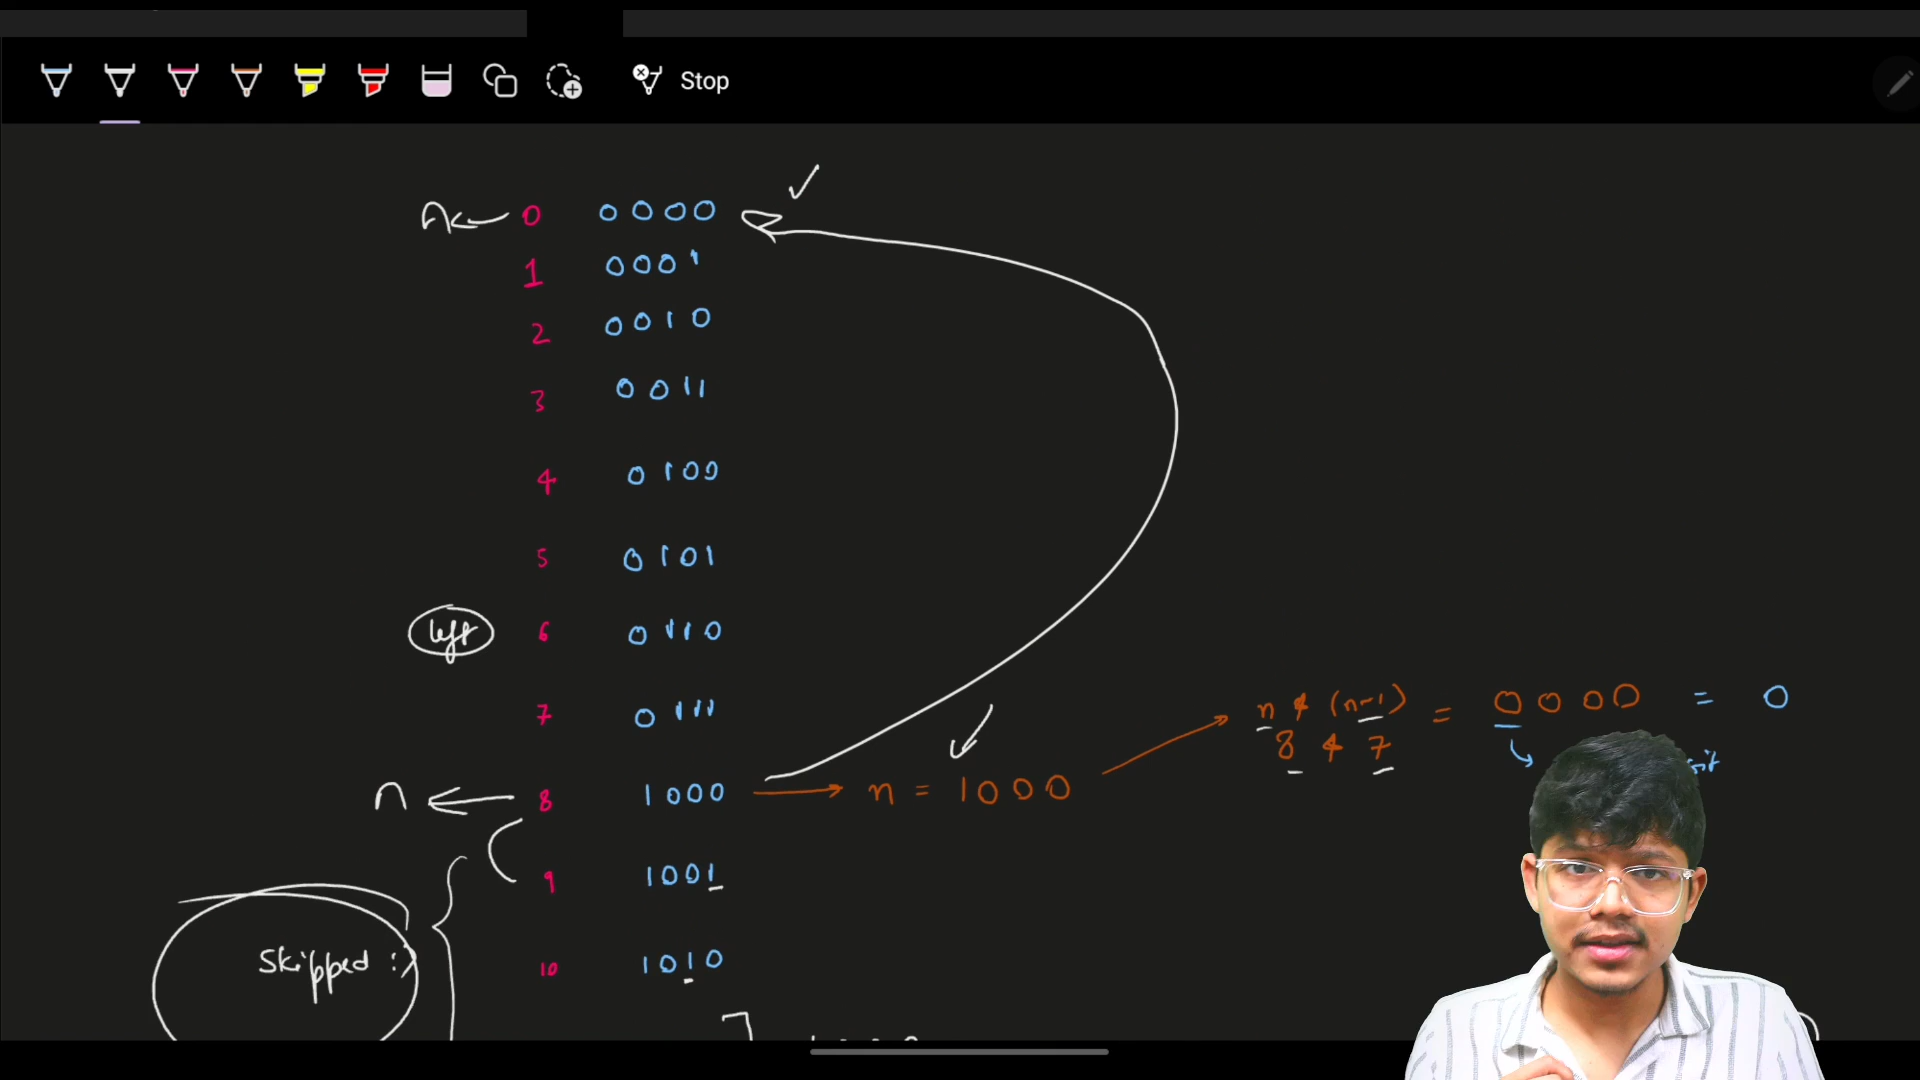 Stop
n ← 0 0000 ✓
1 0001
2 0010
3 0011
4 0100
5 0101
left 6 0110
7 0111
n & (n-1) = 0000 = 0
8 & 7
n ← 8 1000 → n = 1000
9 1001
Skipped :)
10 1010